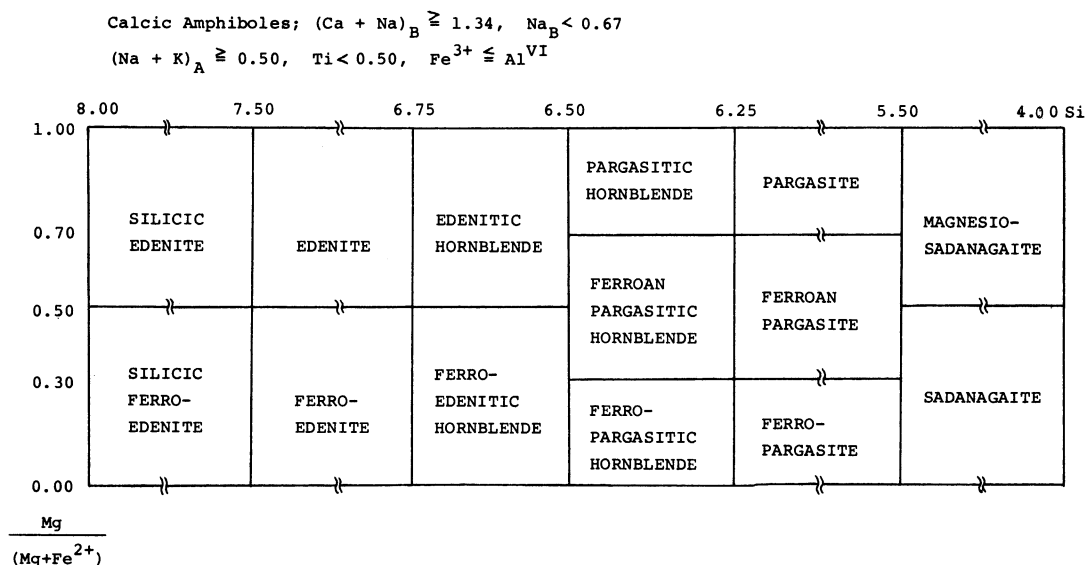 Calcic Amphiboles; (Ca + Na)B ≧ 1.34, NaB < 0.67
(Na + K)A ≧ 0.50, Ti < 0.50, Fe3+ ≦ AlVI
8.00 7.50 6.75 6.50 6.25 5.50 4.00 Si
1.00
PARGASITIC
HORNBLENDE
PARGASITE
SILICIC
EDENITE
EDENITE
EDENITIC
HORNBLENDE
MAGNESIO-
SADANAGAITE
0.70
FERROAN
PARGASITIC
HORNBLENDE
FERROAN
PARGASITE
0.50
0.30
SILICIC
FERRO-
EDENITE
FERRO-
EDENITE
FERRO-
EDENITIC
HORNBLENDE
FERRO-
PARGASITIC
HORNBLENDE
FERRO-
PARGASITE
SADANAGAITE
0.00
Mg
(Mg+Fe2+)